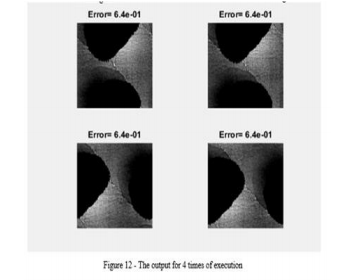 Error= 6.4e-01 Error= 6.4e-01
Error= 6.4e-01 Error= 6.4e-01
Figure 12 - The output for 4 times of execution